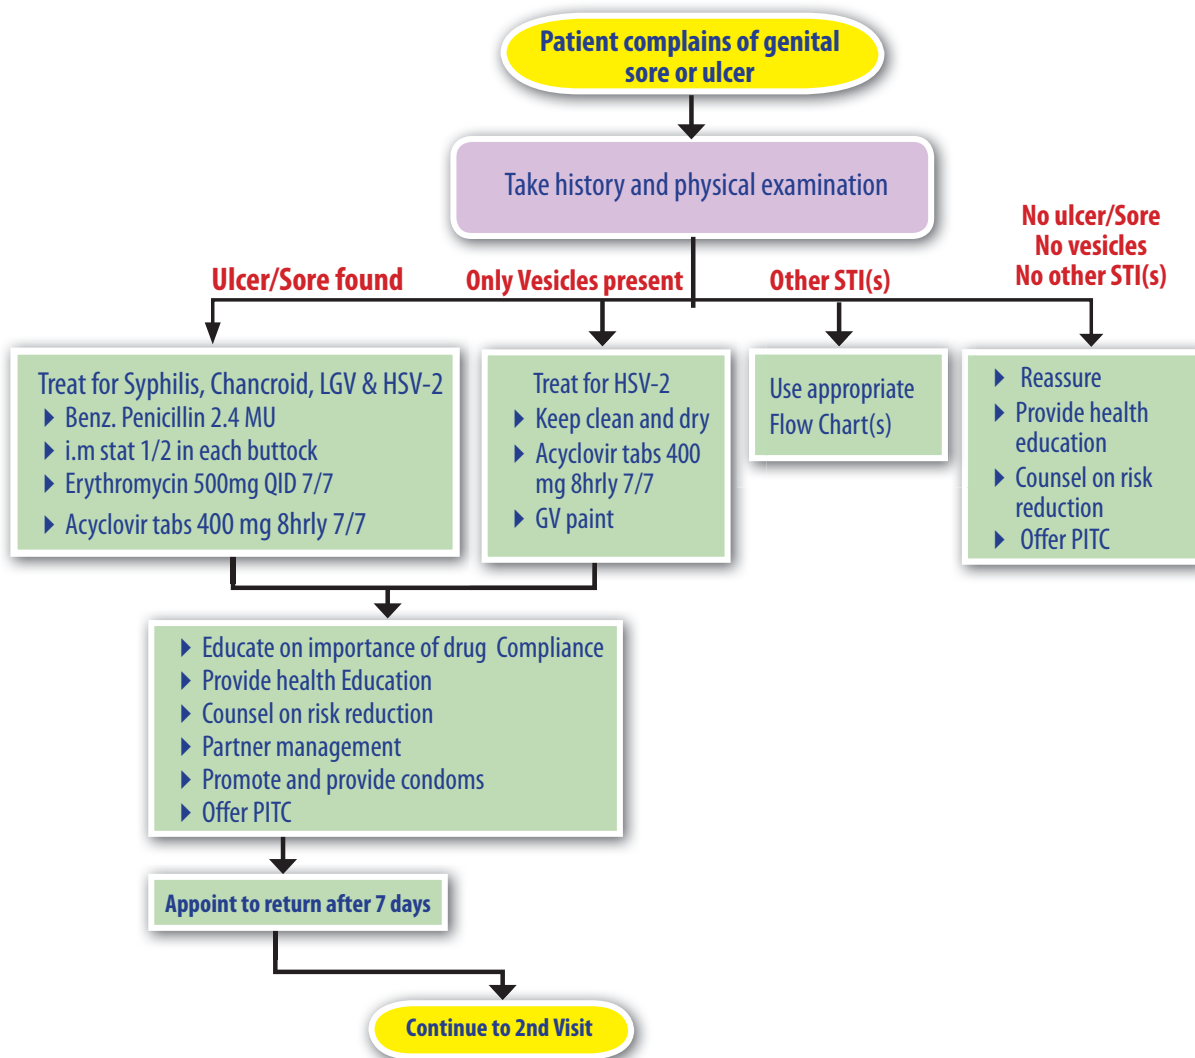 Patient complains of genital
sore or ulcer
Take history and physical examination
Ulcer/Sore found
Only Vesicles present
Other STI(s)
No ulcer/Sore
No vesicles
No other STI(s)
Treat for Syphilis, Chancroid, LGV & HSV-2
Benz. Penicillin 2.4 MU
i.m stat 1/2 in each buttock
Erythromycin 500mg QID 7/7
Acyclovir tabs 400 mg 8hrly 7/7
Treat for HSV-2
Keep clean and dry
Acyclovir tabs 400
mg 8hrly 7/7
GV paint
Use appropriate
Flow Chart(s)
Reassure
Provide health
education
Counsel on risk
reduction
Offer PITC
Educate on importance of drug Compliance
Provide health Education
Counsel on risk reduction
Partner management
Promote and provide condoms
Offer PITC
Appoint to return after 7 days
Continue to 2nd Visit